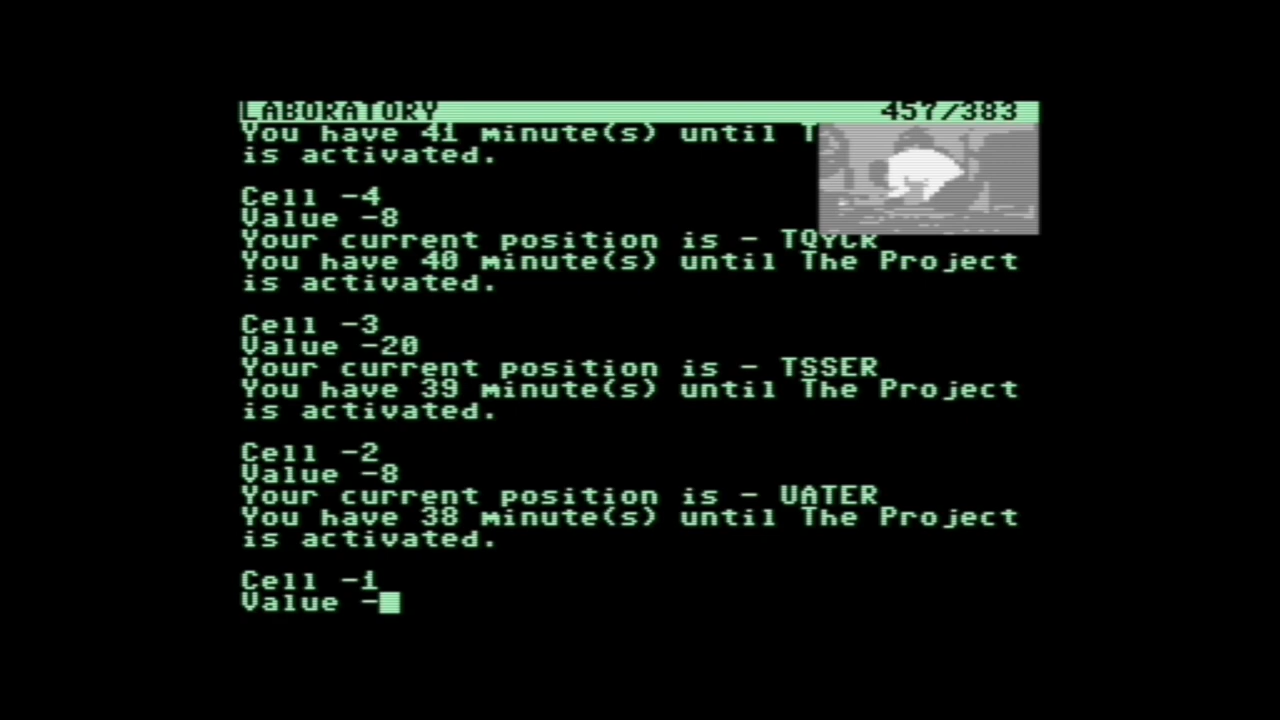 LABORATORY 457/383
You have 41 minute(s) until T
is activated.
Cell -4
Value -8
Your current position is - TQYCR
You have 40 minute(s) until The Project
is activated.
Cell -3
Value -20
Your current position is - TSSER
You have 39 minute(s) until The Project
is activated.
Cell -2
Value -8
Your current position is - UATER
You have 38 minute(s) until The Project
is activated.
Cell -1
Value -